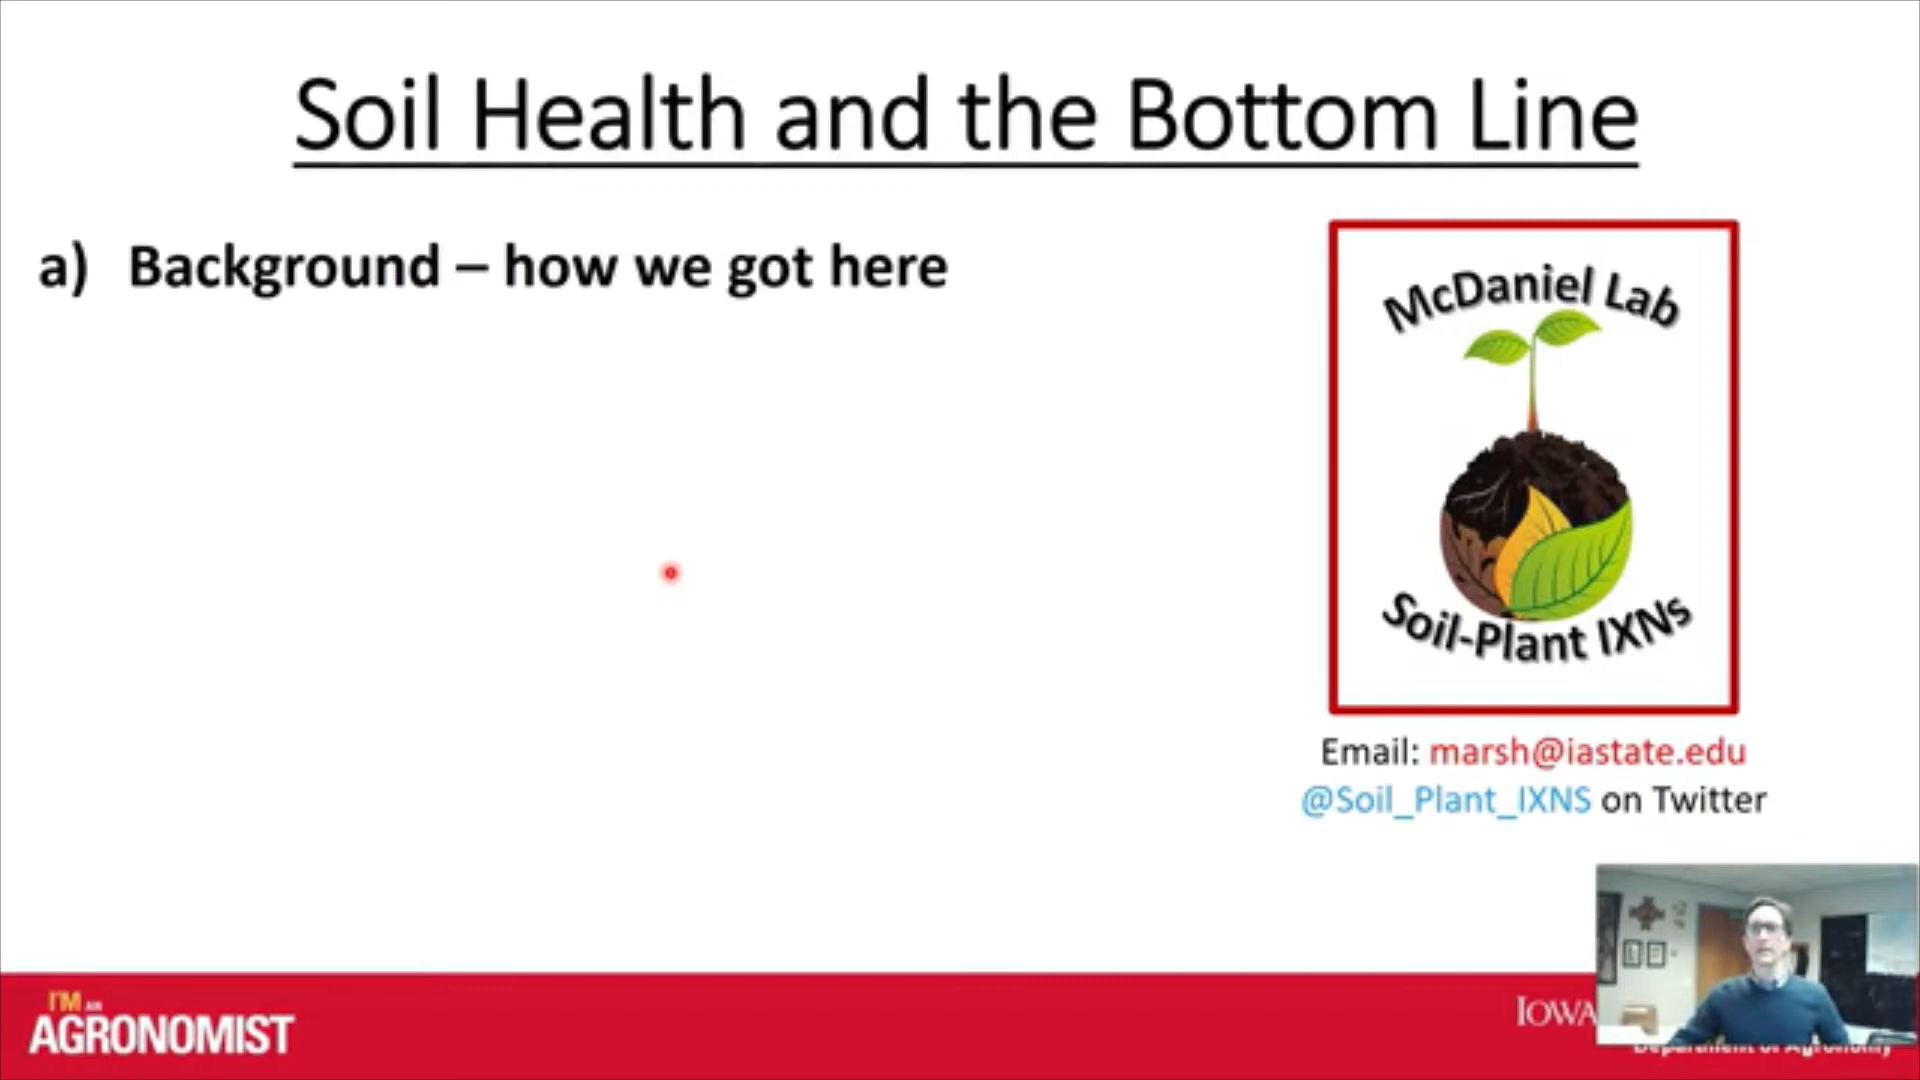 Soil Health and the Bottom Line
a) Background – how we got here
McDaniel Lab
Soil-Plant IXNs
Email: marsh@iastate.edu
@Soil_Plant_IXNS on Twitter
I'M AN
AGRONOMIST
IOWA
Department of Agronomy